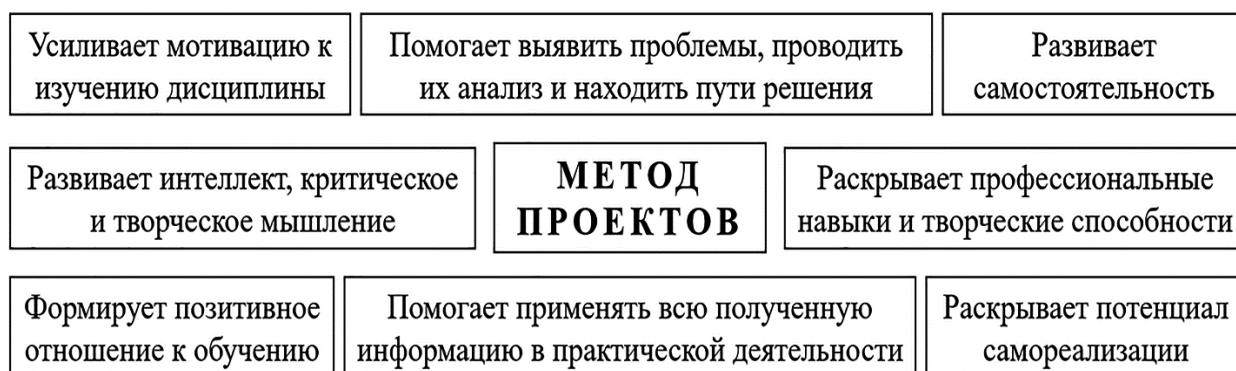 Усиливает мотивацию к
изучению дисциплины
Помогает выявить проблемы, проводить
их анализ и находить пути решения
Развивает
самостоятельность
Развивает интеллект, критическое
и творческое мышление
МЕТОД
ПРОЕКТОВ
Раскрывает профессиональные
навыки и творческие способности
Формирует позитивное
отношение к обучению
Помогает применять всю полученную
информацию в практической деятельности
Раскрывает потенциал
самореализации